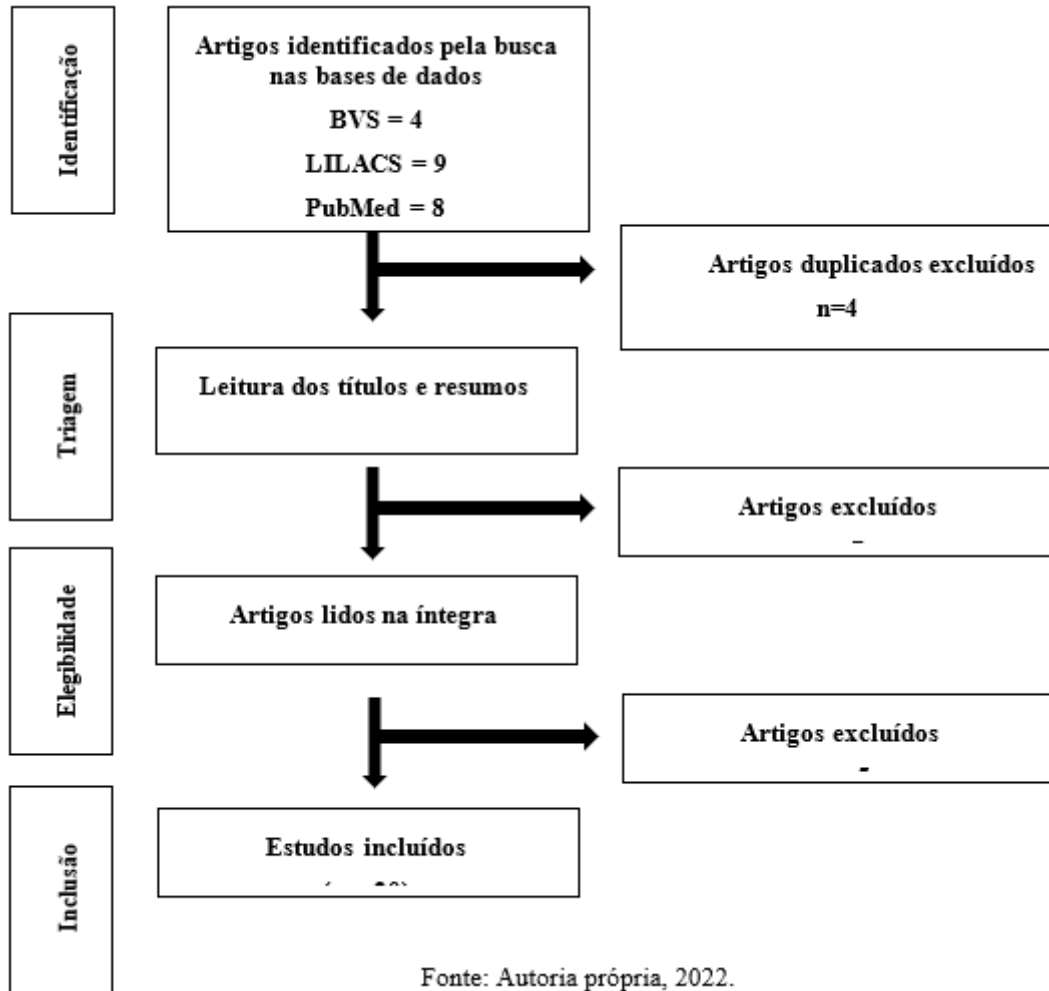 Identificação
Artigos identificados pela busca
nas bases de dados
BVS = 4
LILACS = 9
PubMed = 8
Artigos duplicados excluídos
n=4
Triagem
Leitura dos títulos e resumos
Artigos excluídos
Elegibilidade
Artigos lidos na íntegra
Artigos excluídos
Inclusão
Estudos incluídos
Fonte: Autoria própria, 2022.